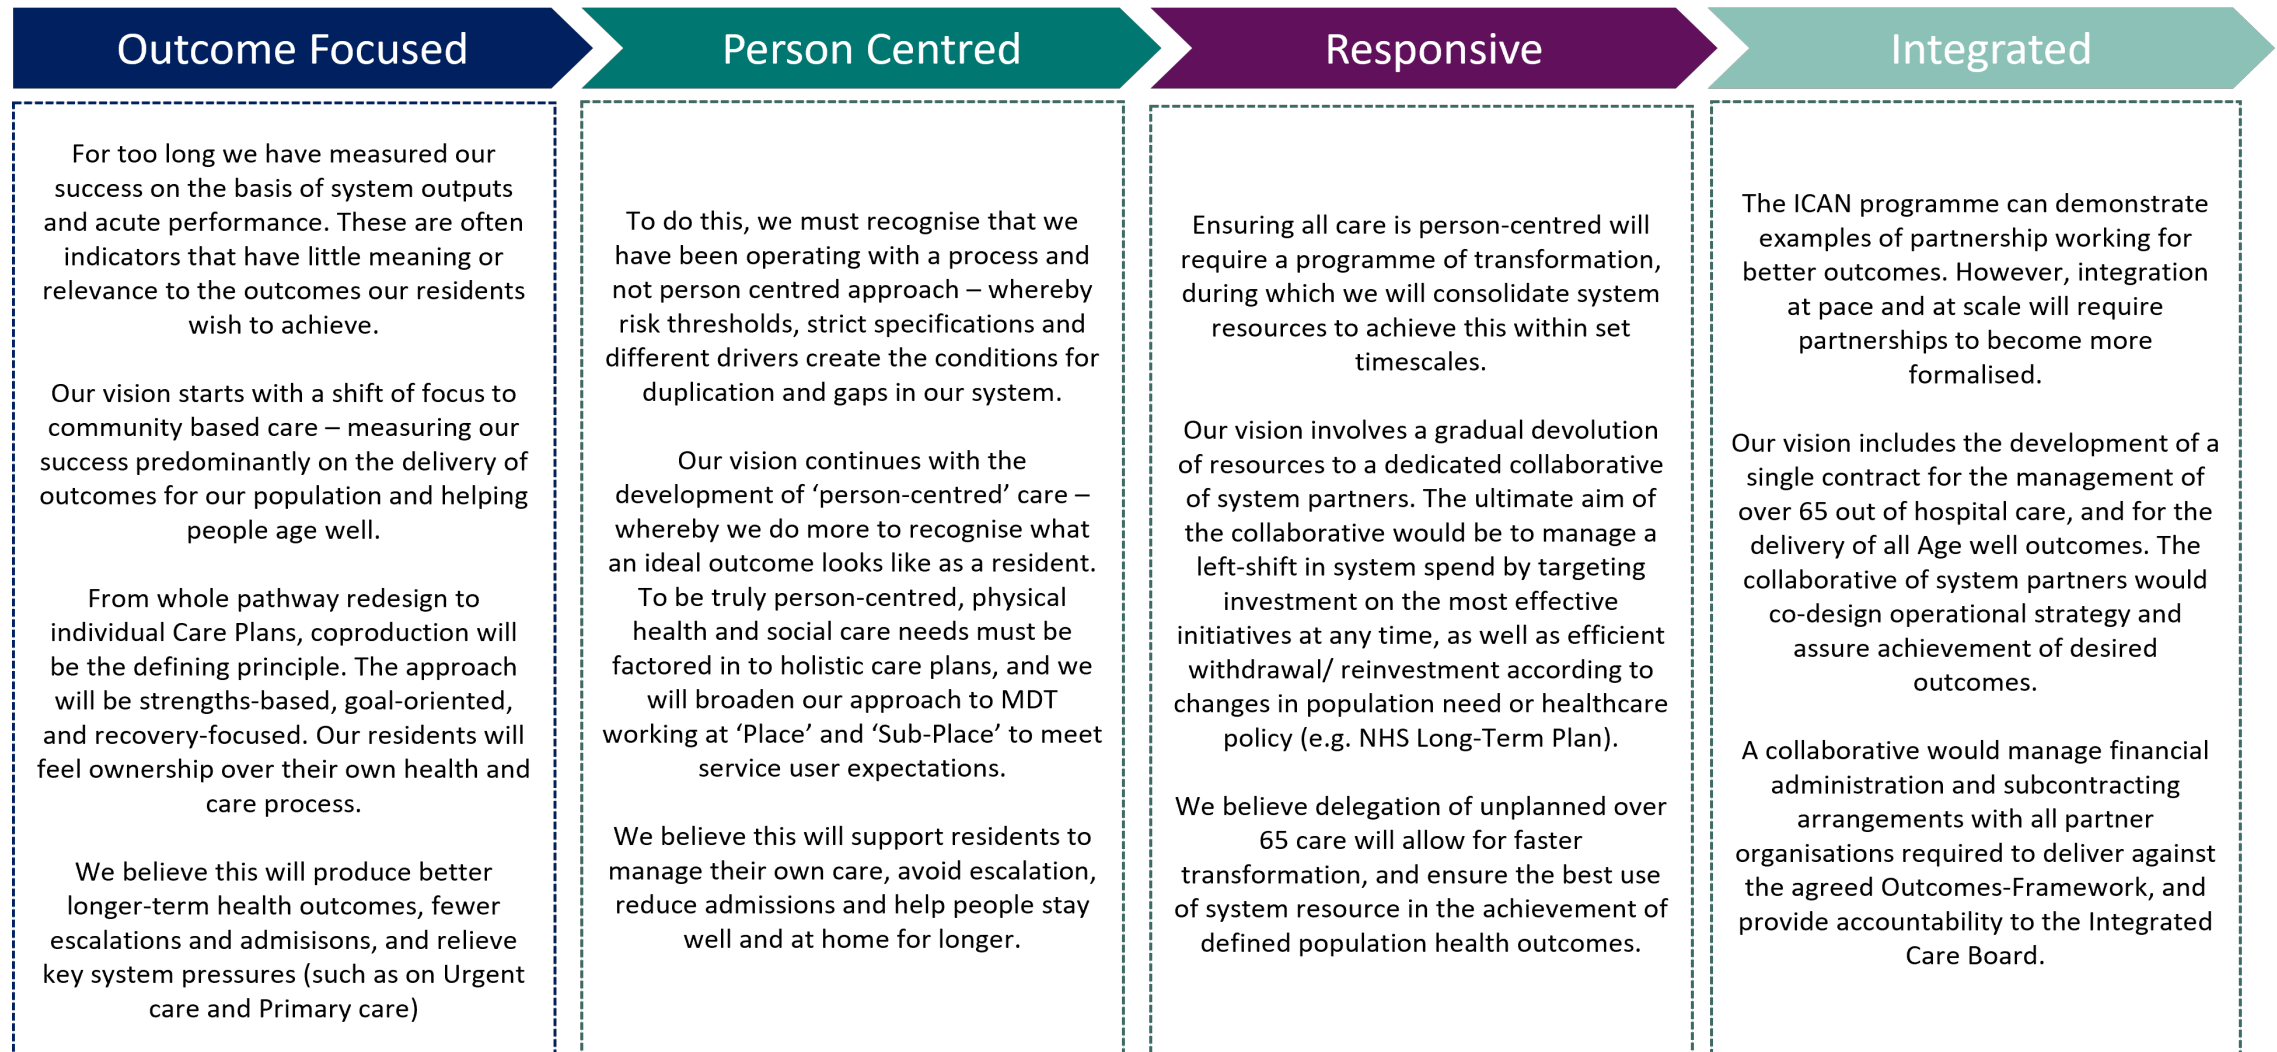 Outcome Focused
For too long we have measured our
success on the basis of system outputs
and acute performance. These are often
indicators that have little meaning or
relevance to the outcomes our residents
wish to achieve.
Our vision starts with a shift of focus to
community based care – measuring our
success predominantly on the delivery of
outcomes for our population and helping
people age well.
From whole pathway redesign to
individual Care Plans, coproduction will
be the defining principle. The approach
will be strengths-based, goal-oriented,
and recovery-focused. Our residents will
feel ownership over their own health and
care process.
We believe this will produce better
longer-term health outcomes, fewer
escalations and admisisons, and relieve
key system pressures (such as on Urgent
care and Primary care)
Person Centred
To do this, we must recognise that we
have been operating with a process and
not person centred approach – whereby
risk thresholds, strict specifications and
different drivers create the conditions for
duplication and gaps in our system.
Our vision continues with the
development of ‘person-centred’ care –
whereby we do more to recognise what
an ideal outcome looks like as a resident.
To be truly person-centred, physical
health and social care needs must be
factored in to holistic care plans, and we
will broaden our approach to MDT
working at ‘Place’ and ‘Sub-Place’ to meet
service user expectations.
We believe this will support residents to
manage their own care, avoid escalation,
reduce admissions and help people stay
well and at home for longer.
Responsive
Ensuring all care is person-centred will
require a programme of transformation,
during which we will consolidate system
resources to achieve this within set
timescales.
Our vision involves a gradual devolution
of resources to a dedicated collaborative
of system partners. The ultimate aim of
the collaborative would be to manage a
left-shift in system spend by targeting
investment on the most effective
initiatives at any time, as well as efficient
withdrawal/ reinvestment according to
changes in population need or healthcare
policy (e.g. NHS Long-Term Plan).
We believe delegation of unplanned over
65 care will allow for faster
transformation, and ensure the best use
of system resource in the achievement of
defined population health outcomes.
Integrated
The ICAN programme can demonstrate
examples of partnership working for
better outcomes. However, integration
at pace and at scale will require
partnerships to become more
formalised.
Our vision includes the development of a
single contract for the management of
over 65 out of hospital care, and for the
delivery of all Age well outcomes. The
collaborative of system partners would
co-design operational strategy and
assure achievement of desired
outcomes.
A collaborative would manage financial
administration and subcontracting
arrangements with all partner
organisations required to deliver against
the agreed Outcomes-Framework, and
provide accountability to the Integrated
Care Board.